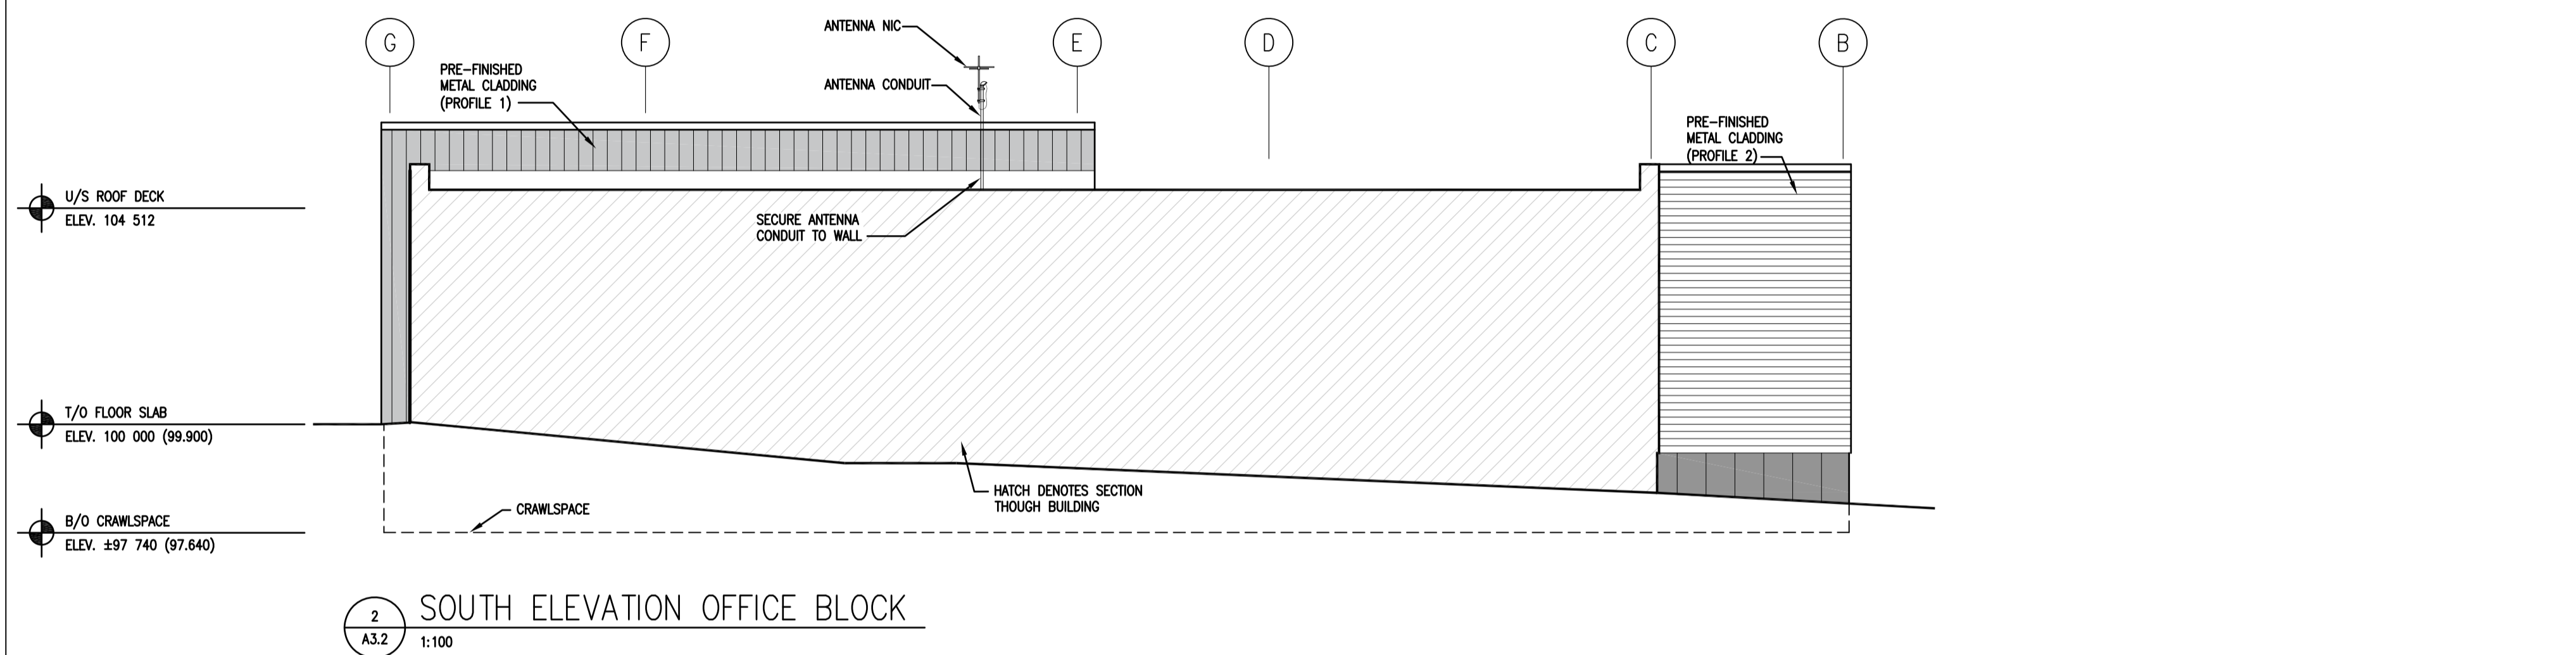 G
F
E
D
C
B
ANTENNA NIC
ANTENNA CONDUIT
PRE-FINISHED
METAL CLADDING
(PROFILE 1)
PRE-FINISHED
METAL CLADDING
(PROFILE 2)
U/S ROOF DECK
ELEV. 104 512
SECURE ANTENNA
CONDUIT TO WALL
T/O FLOOR SLAB
ELEV. 100 000 (99.900)
HATCH DENOTES SECTION
THOUGH BUILDING
CRAWLSPACE
B/O CRAWLSPACE
ELEV. ±97 740 (97.640)
2
A3.2
SOUTH ELEVATION OFFICE BLOCK
1:100